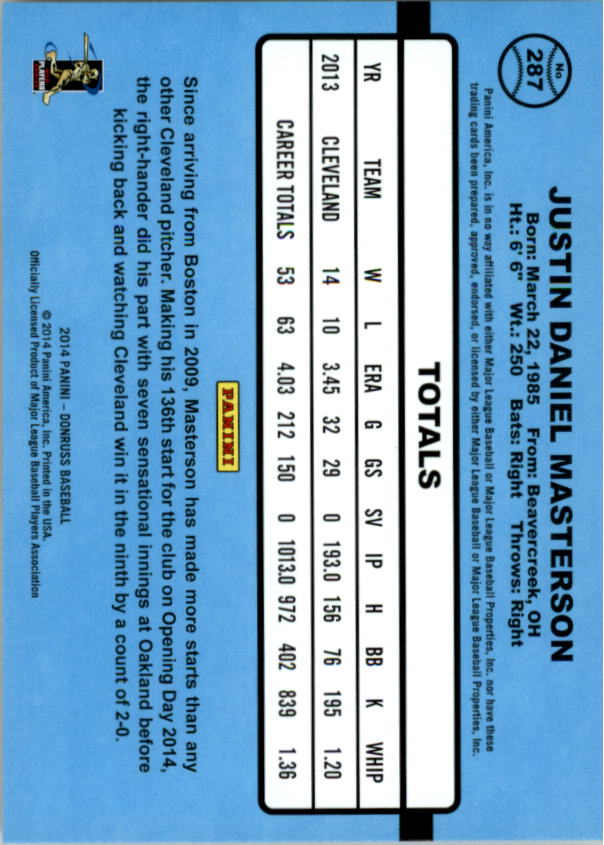 No
287
JUSTIN DANIEL MASTERSON
Born: March 22, 1985 From: Beavercreek, OH
Ht.: 6' 6" Wt.: 250 Bats: Right Throws: Right
Panini America, Inc. is in no way affiliated with either Major League Baseball or Major League Baseball Properties, Inc. nor have these
trading cards been prepared, approved, endorsed, or licensed by either Major League Baseball or Major League Baseball Properties, Inc.
TOTALS
YR TEAM W L ERA G GS SV IP H BB K WHIP
2013 CLEVELAND 14 10 3.45 32 29 0 193.0 156 76 195 1.20
CAREER TOTALS 53 63 4.03 212 150 0 1013.0 972 402 839 1.36
PANINI
Since arriving from Boston in 2009, Masterson has made more starts than any
other Cleveland pitcher. Making his 136th start for the club on Opening Day 2014,
the right-hander did his part with seven sensational innings at Oakland before
kicking back and watching Cleveland win it in the ninth by a count of 2-0.
2014 PANINI – DONRUSS BASEBALL
© 2014 Panini America, Inc. Printed in the USA.
Officially Licensed Product of Major League Baseball Players Association
PLAYERS